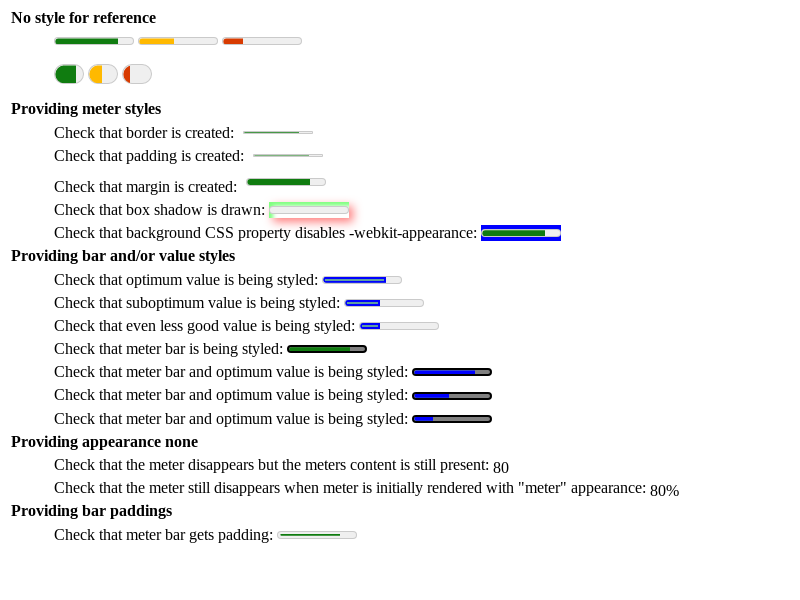 No style for reference
Providing meter styles
Check that border is created:
Check that padding is created:
Check that margin is created:
Check that box shadow is drawn:
Check that background CSS property disables -webkit-appearance:
Providing bar and/or value styles
Check that optimum value is being styled:
Check that suboptimum value is being styled:
Check that even less good value is being styled:
Check that meter bar is being styled:
Check that meter bar and optimum value is being styled:
Check that meter bar and optimum value is being styled:
Check that meter bar and optimum value is being styled:
Providing appearance none
Check that the meter disappears but the meters content is still present: 80
Check that the meter still disappears when meter is initially rendered with "meter" appearance: 80%
Providing bar paddings
Check that meter bar gets padding: